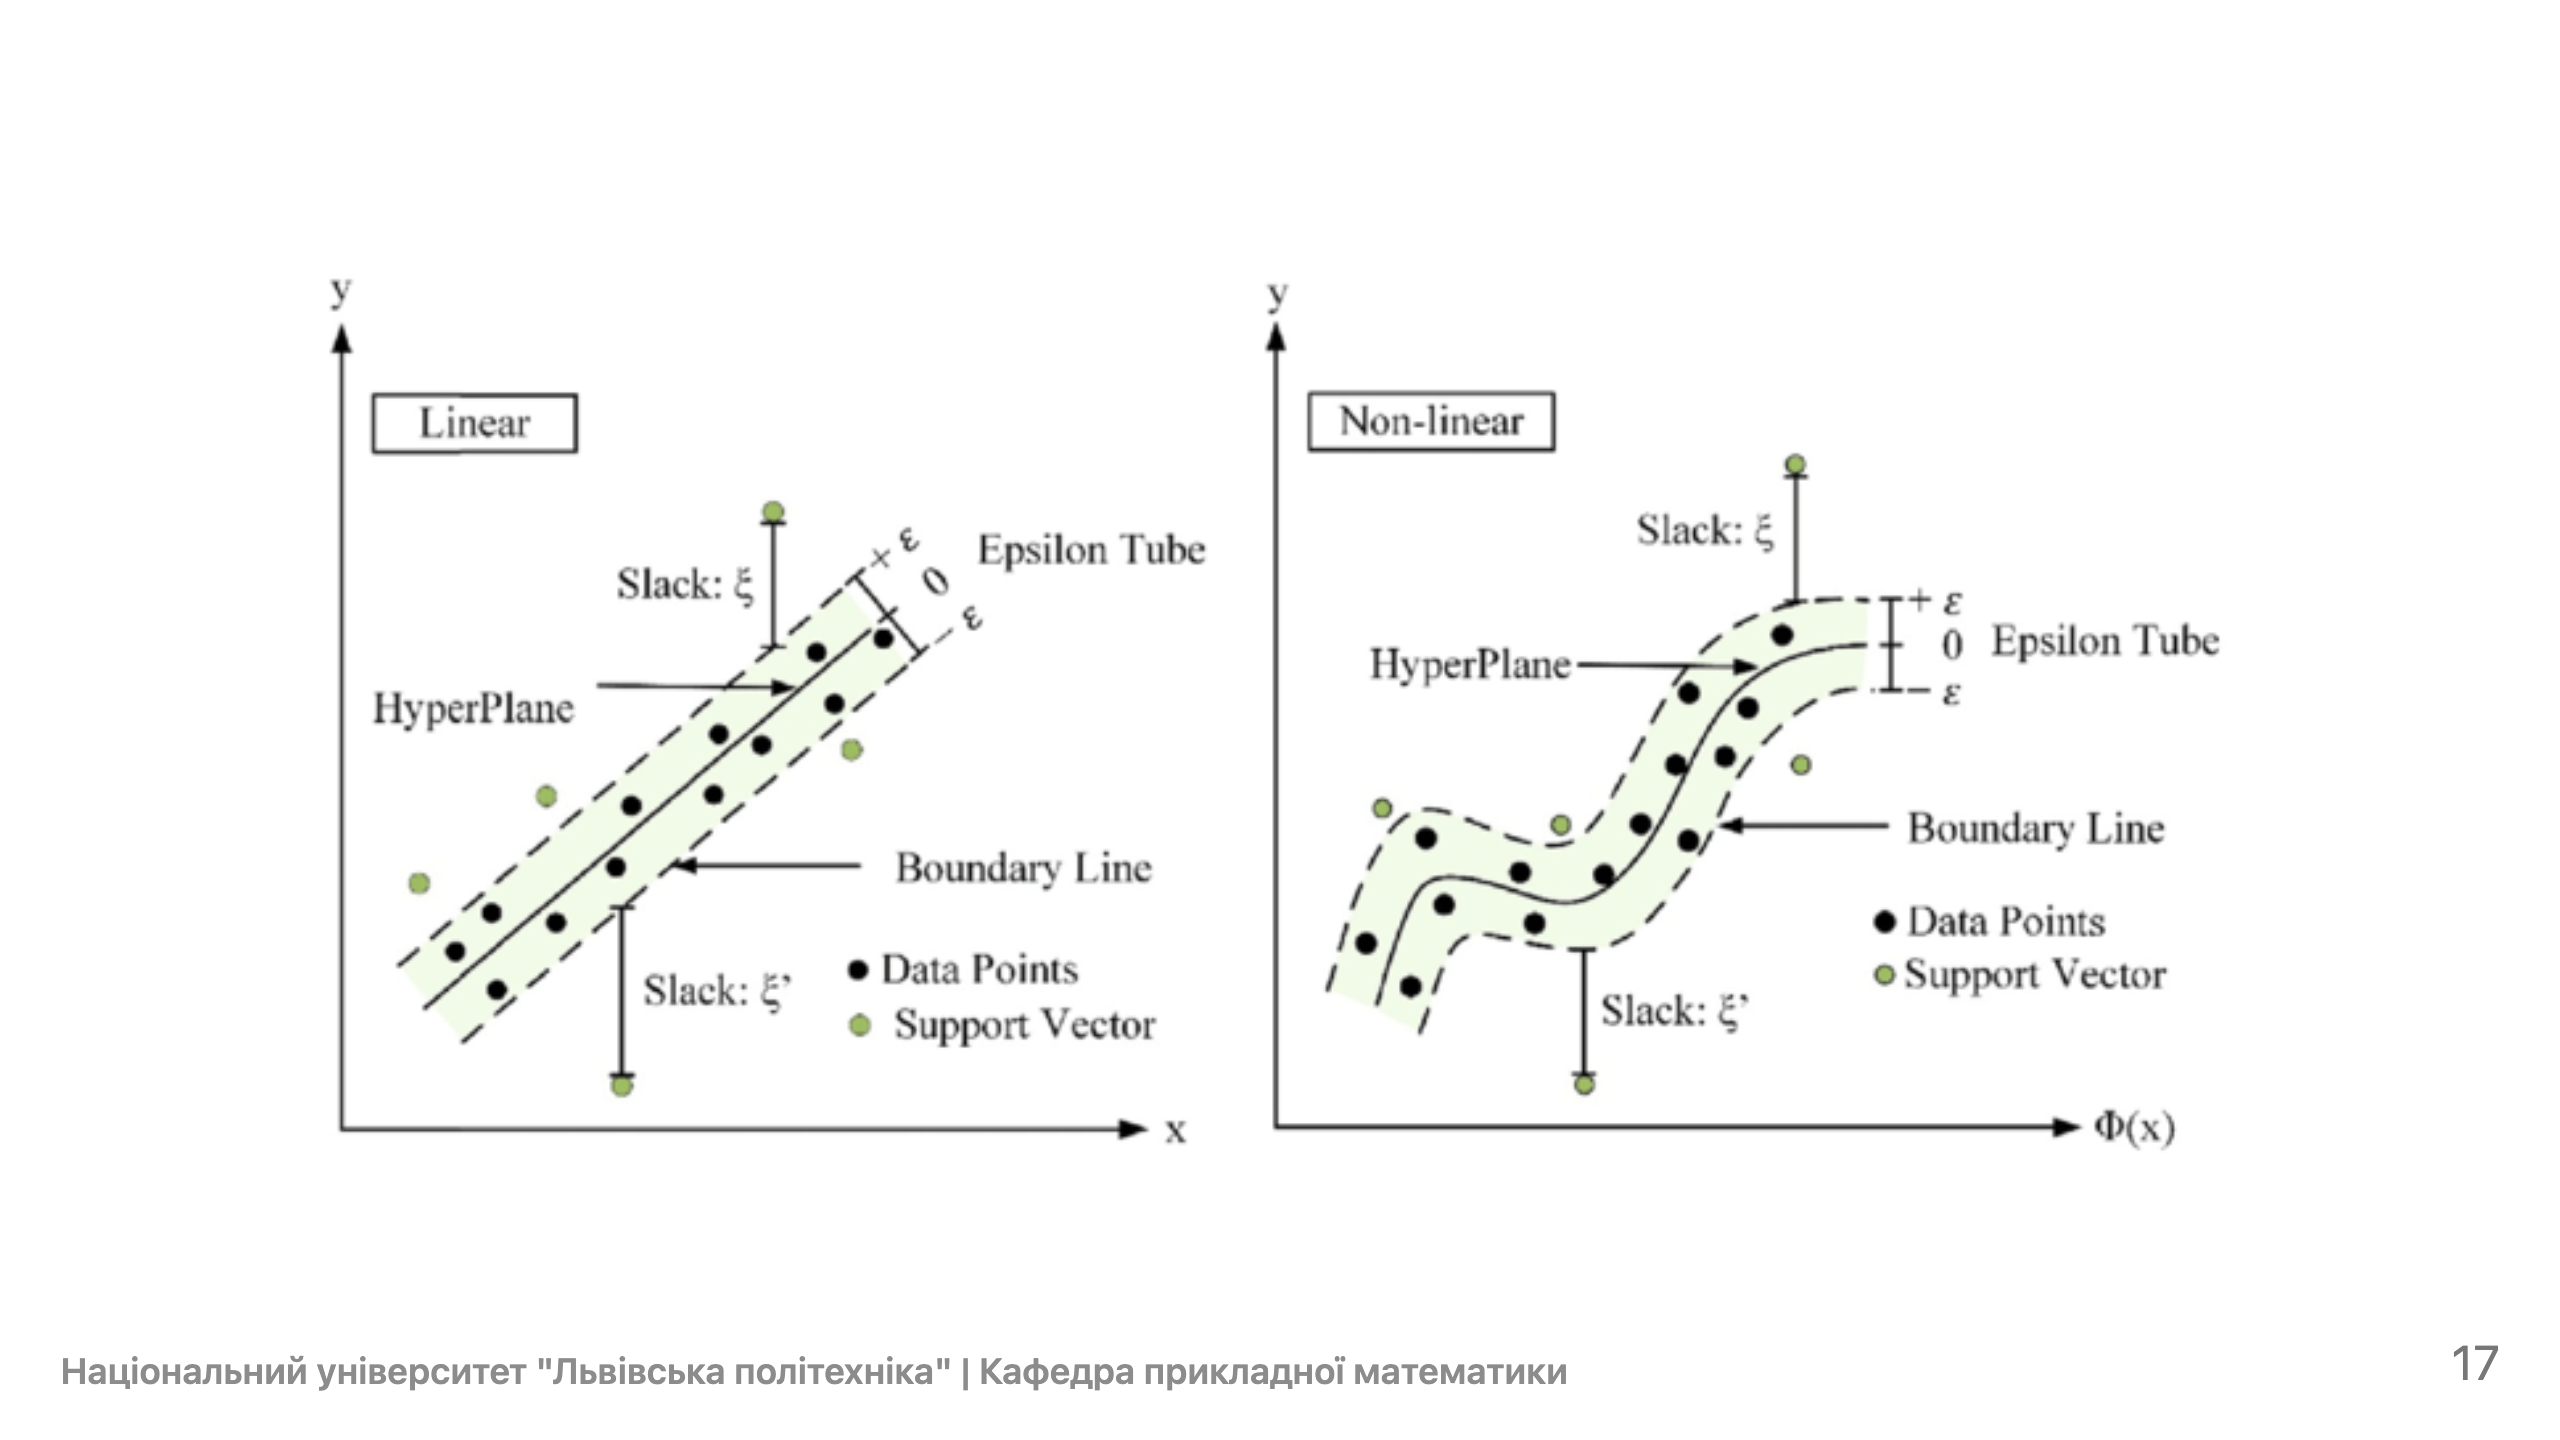 y
Linear
Slack: ξ
+ ε
0
− ε
Epsilon Tube
HyperPlane
Boundary Line
Data Points
Support Vector
Slack: ξ’
x
y
Non-linear
Slack: ξ
+ ε
0
− ε
Epsilon Tube
HyperPlane
Boundary Line
Data Points
Support Vector
Slack: ξ’
Φ(x)
Національний університет "Львівська політехніка" | Кафедра прикладної математики
17